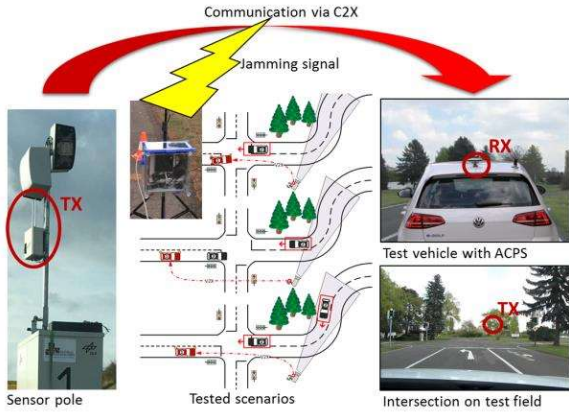 Communication via C2X
Jamming signal
TX
RX
Test vehicle with ACPS
TX
1
Sensor pole
Tested scenarios
Intersection on test field